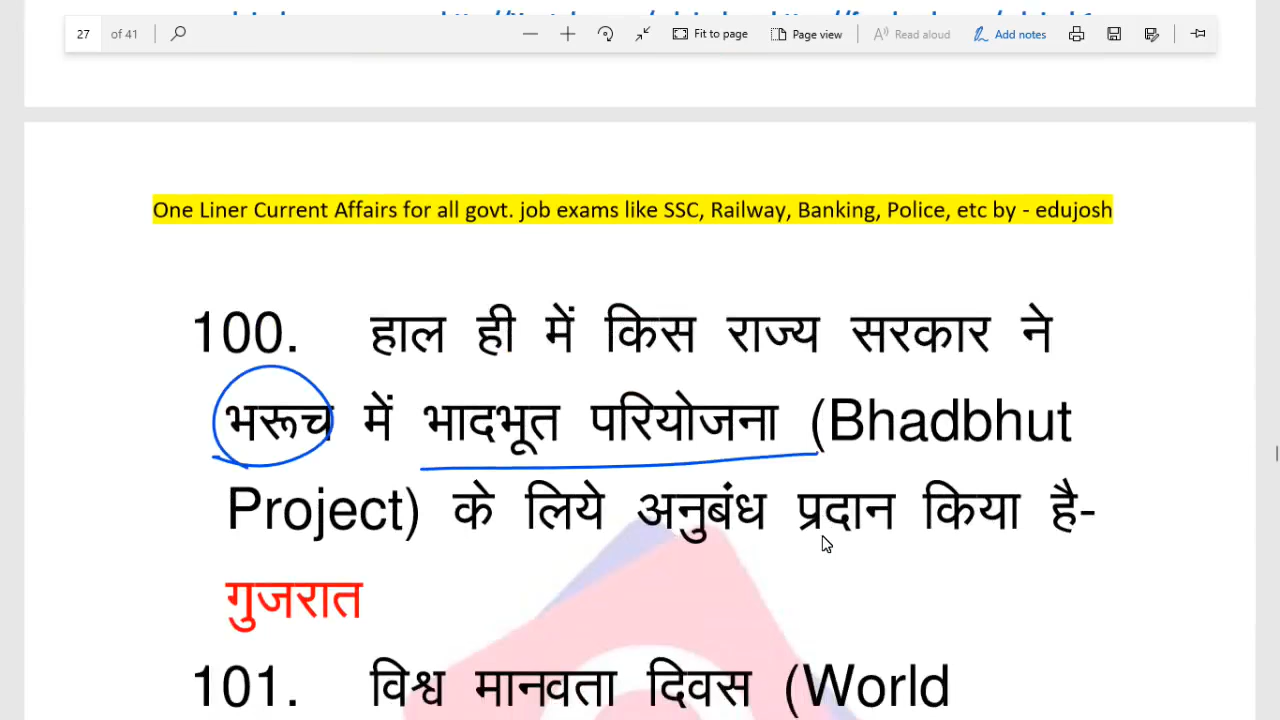 27 of 41 Fit to page Page view Read aloud Add notes
One Liner Current Affairs for all govt. job exams like SSC, Railway, Banking, Police, etc by - edujosh
100. हाल ही में किस राज्य सरकार ने
भरूच में भादभूत परियोजना (Bhadbhut
Project) के लिये अनुबंध प्रदान किया है-
गुजरात
101. विश्व मानवता दिवस (World